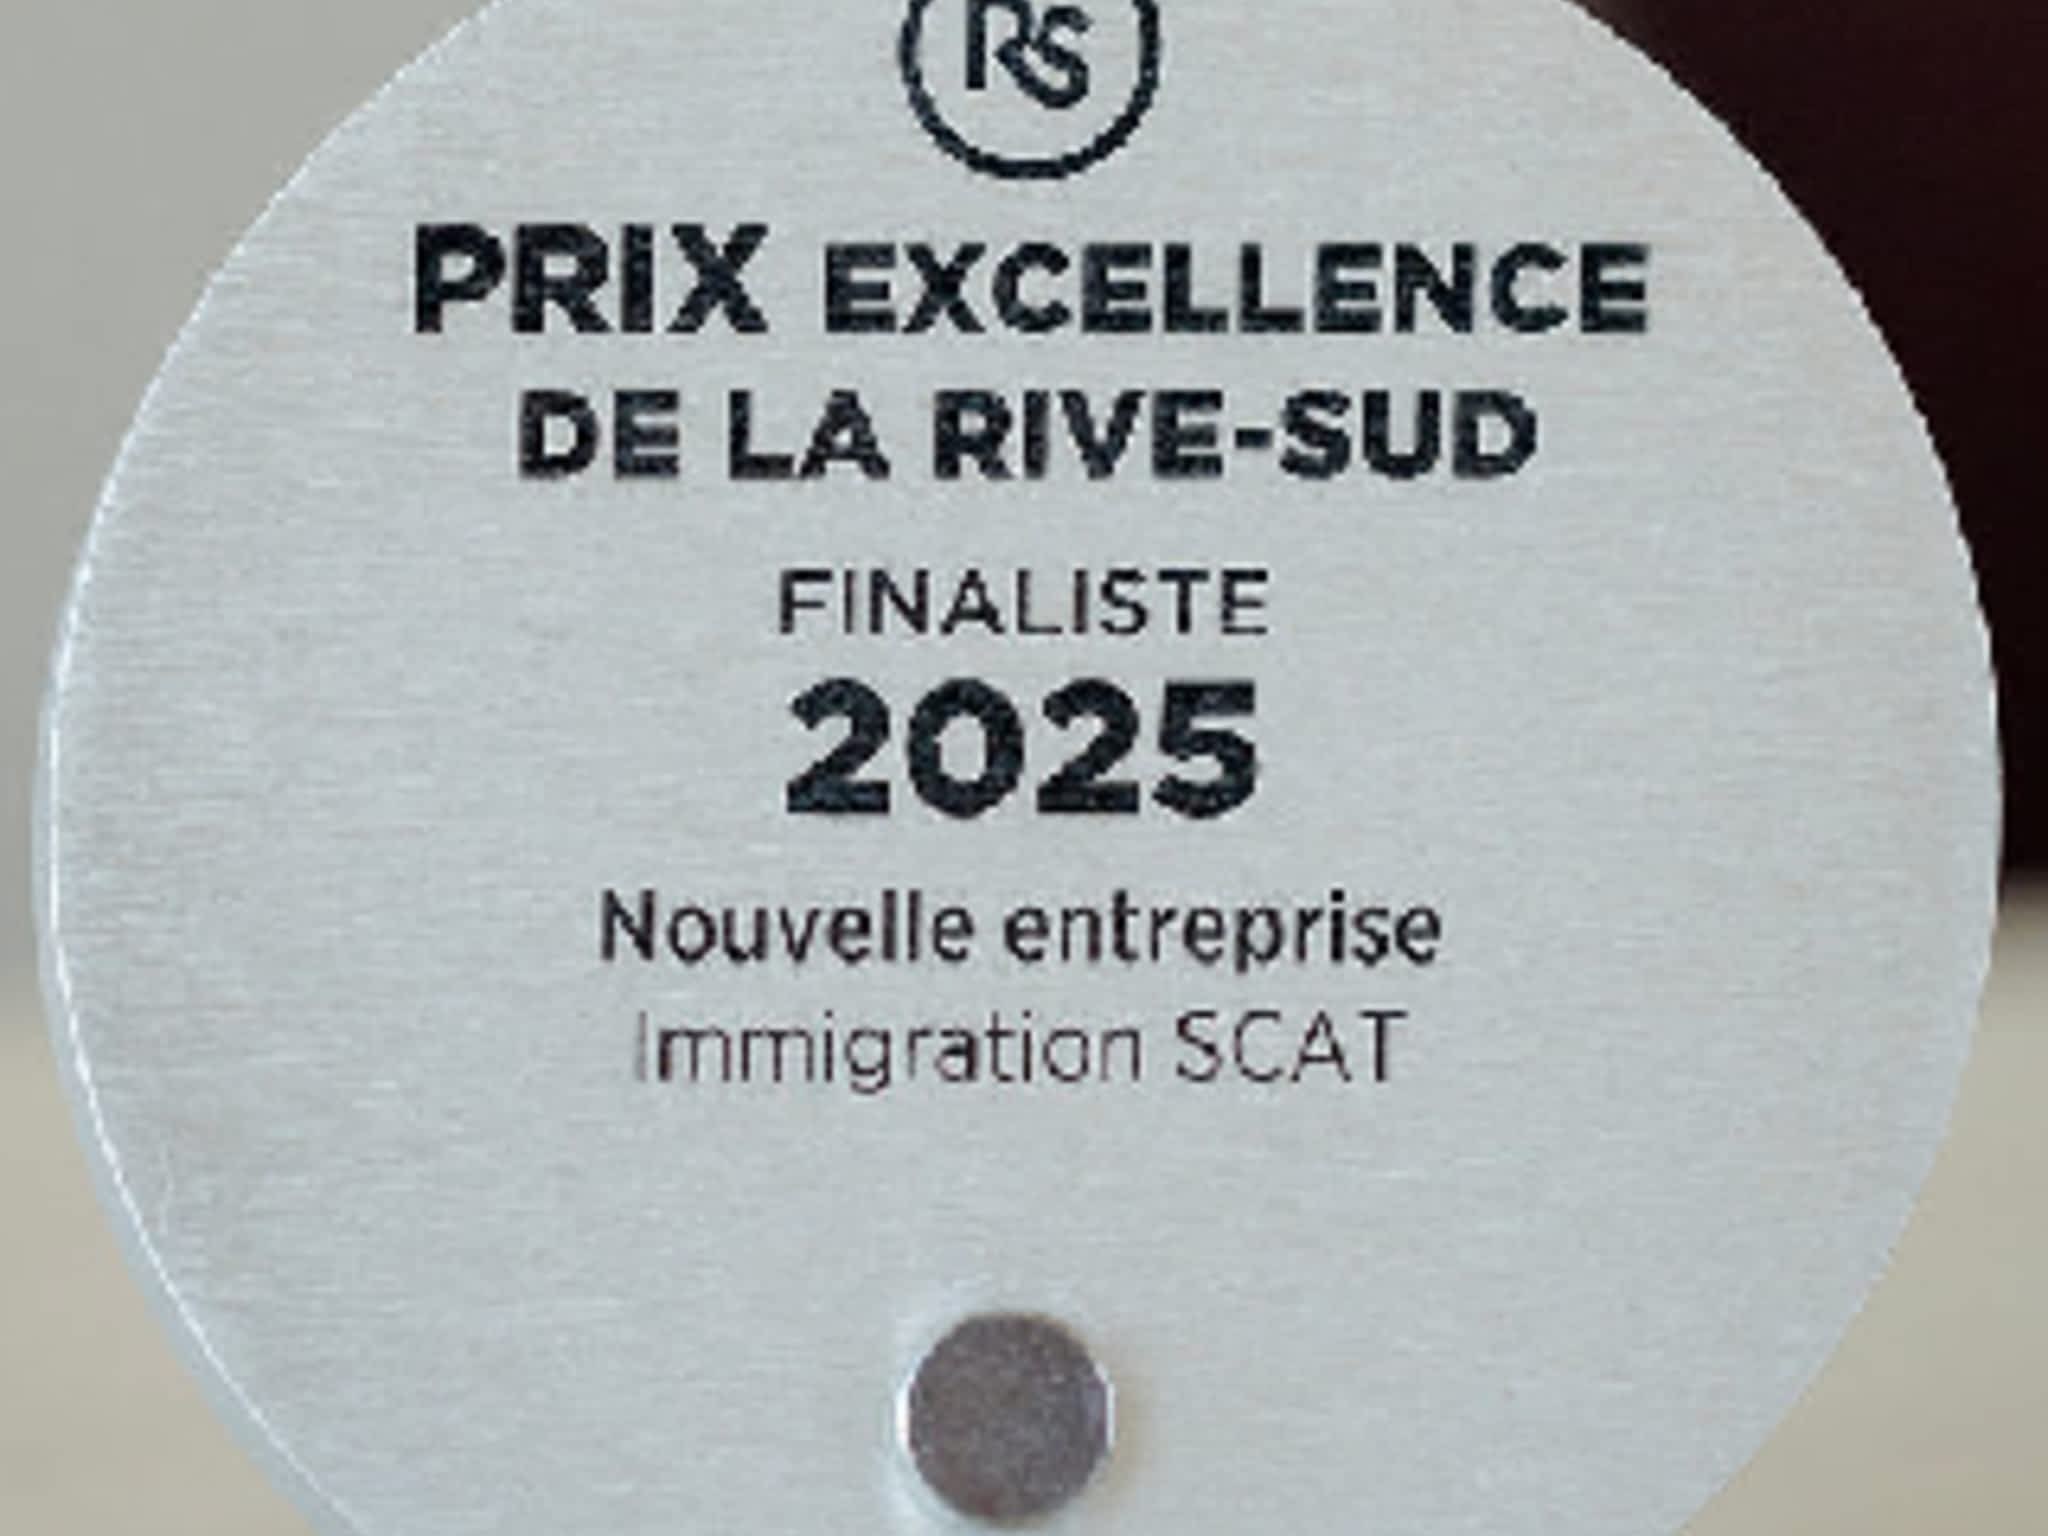 RS
PRIX EXCELLENCE
DE LA RIVE-SUD
FINALISTE
2025
Nouvelle entreprise
Immigration SCAT